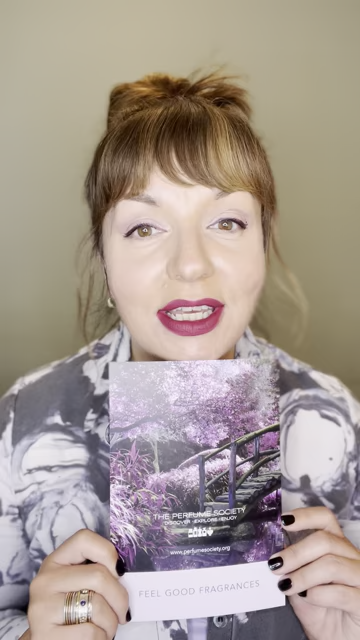 THE PERFUME SOCIETY
DISCOVER · EXPLORE · ENJOY
www.perfumesociety.org
FEEL GOOD FRAGRANCES